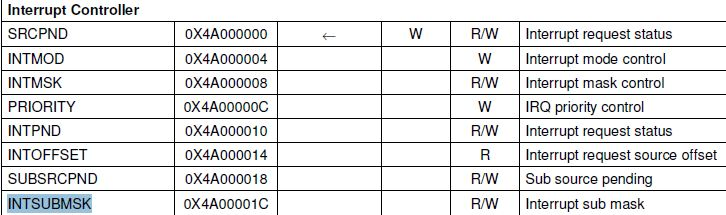 Interrupt Controller
SRCPND 0X4A000000 ← W R/W Interrupt request status
INTMOD 0X4A000004 W Interrupt mode control
INTMSK 0X4A000008 R/W Interrupt mask control
PRIORITY 0X4A00000C W IRQ priority control
INTPND 0X4A000010 R/W Interrupt request status
INTOFFSET 0X4A000014 R Interrupt request source offset
SUBSRCPND 0X4A000018 R/W Sub source pending
INTSUBMSK 0X4A00001C R/W Interrupt sub mask